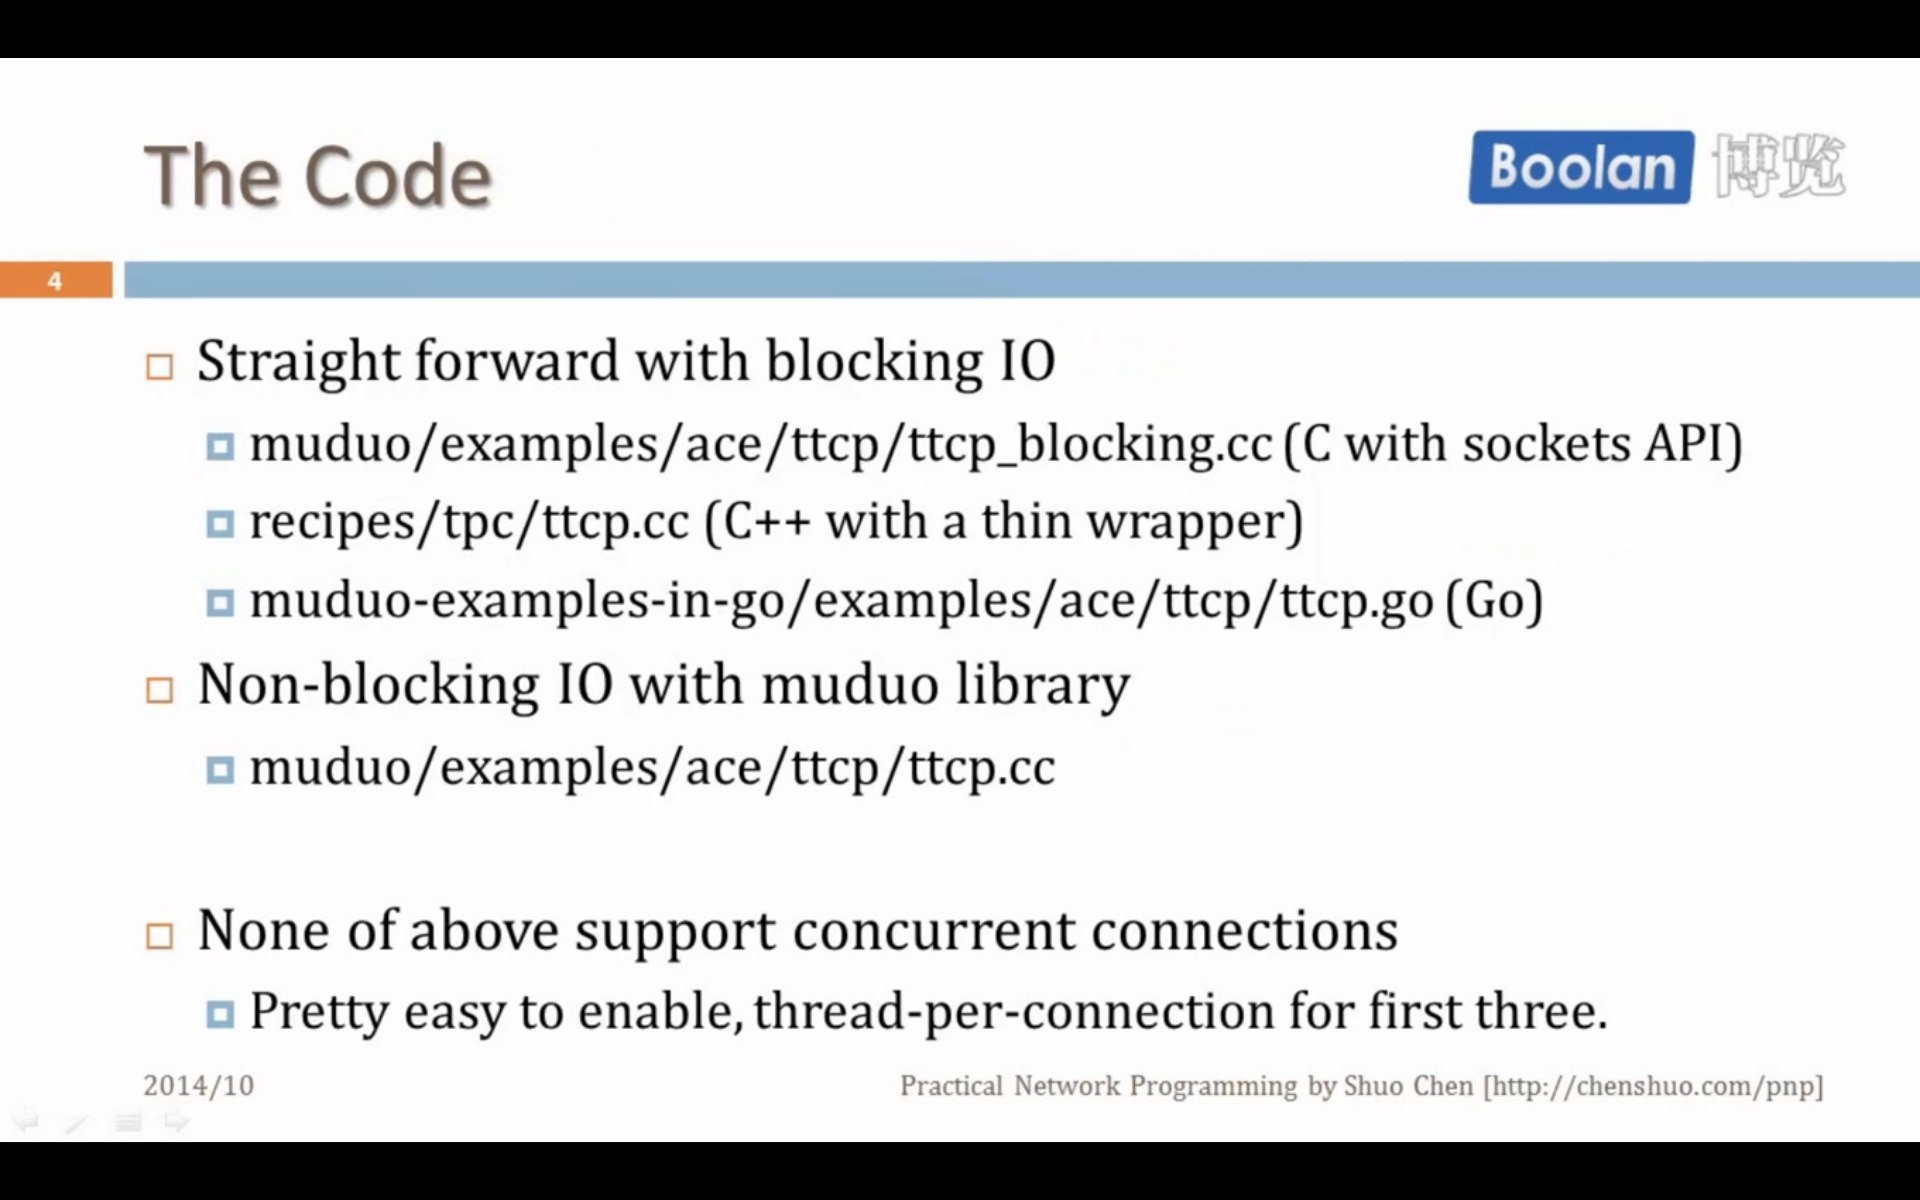 The Code
Boolan 博览
4
Straight forward with blocking IO
muduo/examples/ace/ttcp/ttcp_blocking.cc (C with sockets API)
recipes/tpc/ttcp.cc (C++ with a thin wrapper)
muduo-examples-in-go/examples/ace/ttcp/ttcp.go (Go)
Non-blocking IO with muduo library
muduo/examples/ace/ttcp/ttcp.cc
None of above support concurrent connections
Pretty easy to enable, thread-per-connection for first three.
2014/10
Practical Network Programming by Shuo Chen [http://chenshuo.com/pnp]